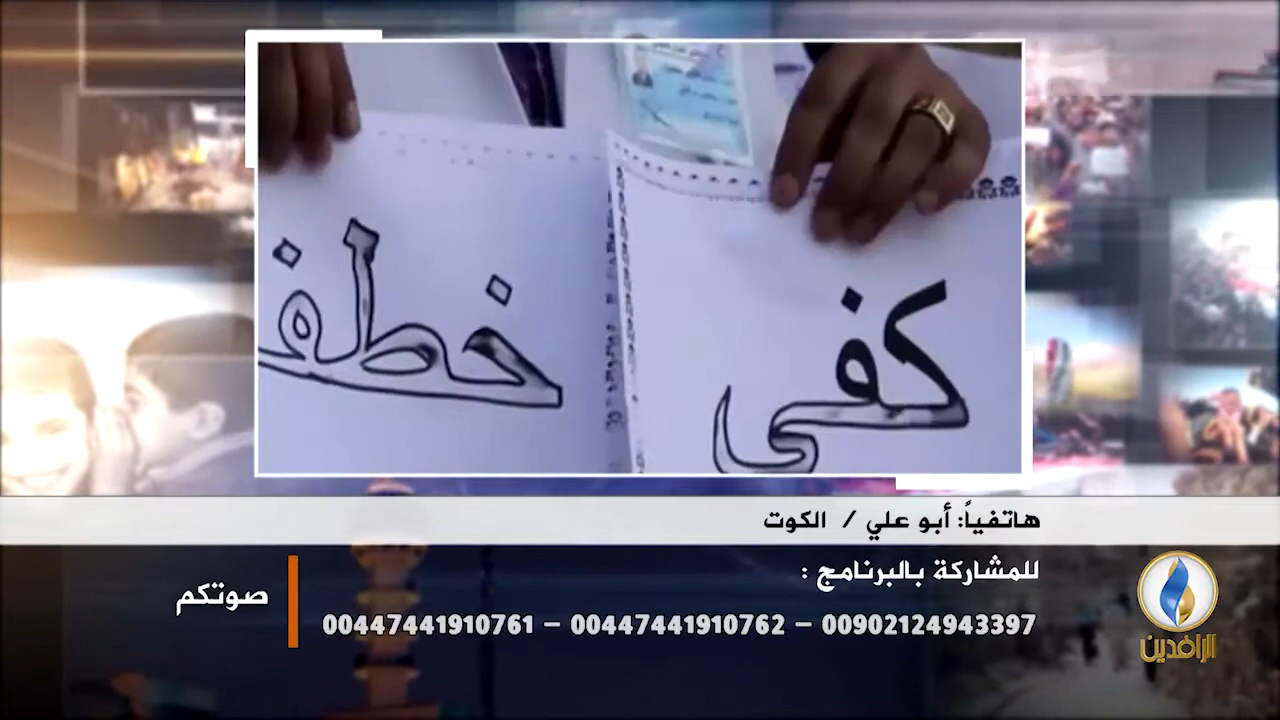 كفى
خطف
هاتفياً: أبو علي / الكوت
للمشاركة بالبرنامج :
صوتكم
00447441910761 – 00447441910762 – 00902124943397
الرافدين